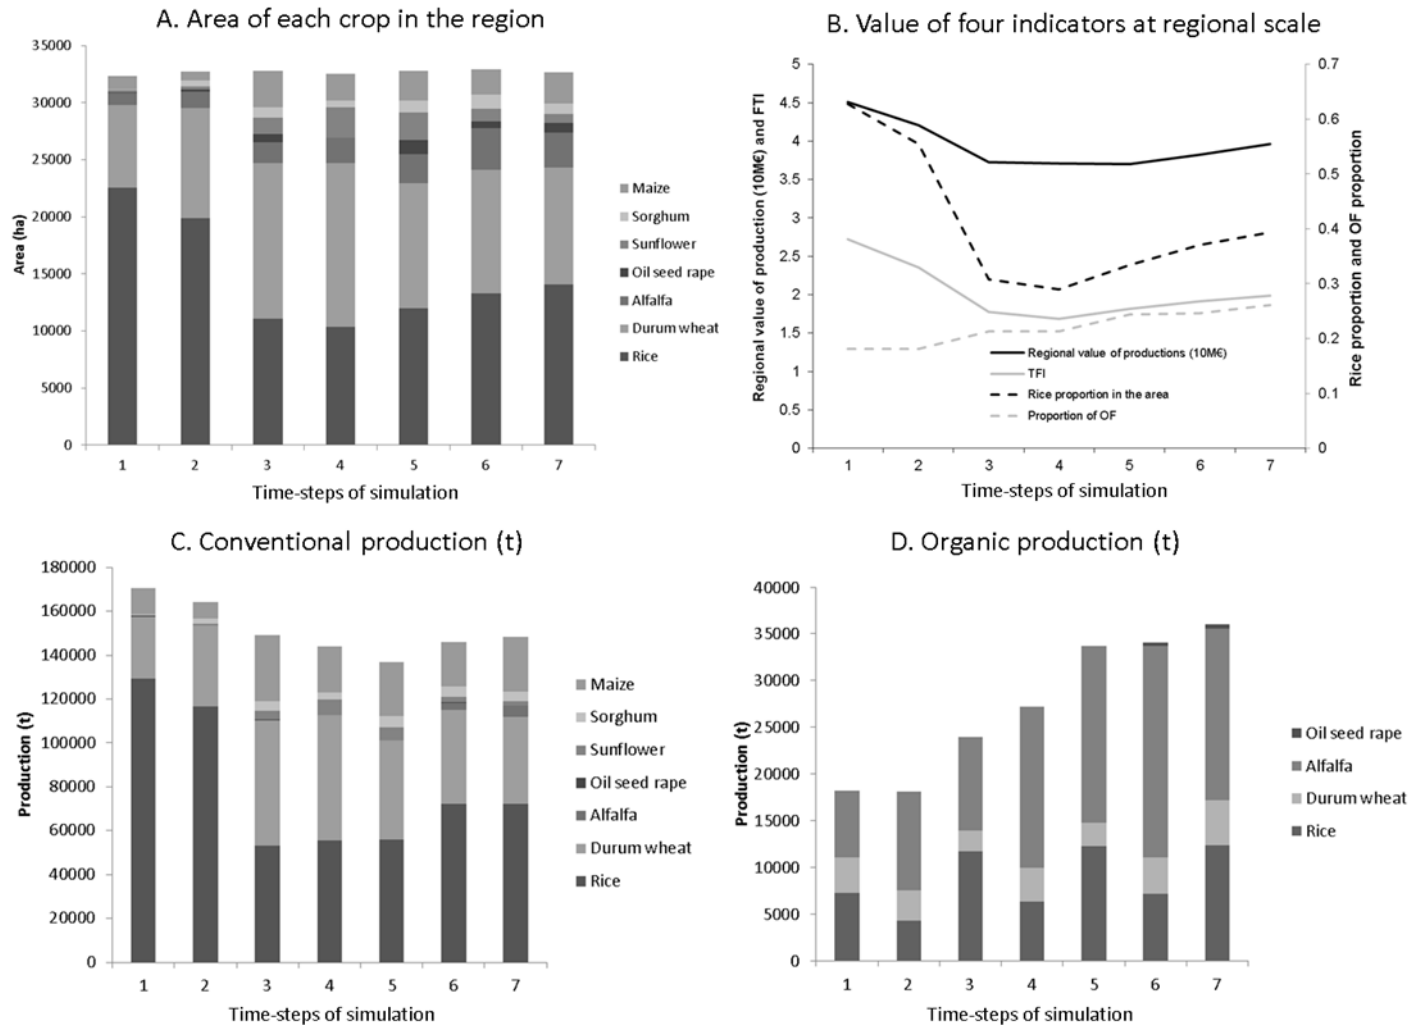 A. Area of each crop in the region
35000
30000
25000
20000
15000
10000
5000
0
Area (ha)
1 2 3 4 5 6 7
Time-steps of simulation
Maize
Sorghum
Sunflower
Oil seed rape
Alfalfa
Durum wheat
Rice
B. Value of four indicators at regional scale
5
4.5
4
3.5
3
2.5
2
1.5
1
0.5
0
Regional value of production (10M€) and FTI
0.7
0.6
0.5
0.4
0.3
0.2
0.1
0
Rice proportion and OF proportion
Regional value of productions (10M€)
TFI
Rice proportion in the area
Proportion of OF
1 2 3 4 5 6 7
Time-steps of simulation
C. Conventional production (t)
180000
160000
140000
120000
100000
80000
60000
40000
20000
0
Production (t)
1 2 3 4 5 6 7
Time-steps of simulation
Maize
Sorghum
Sunflower
Oil seed rape
Alfalfa
Durum wheat
Rice
D. Organic production (t)
40000
35000
30000
25000
20000
15000
10000
5000
0
Production (t)
1 2 3 4 5 6 7
Time-steps of simulation
Oil seed rape
Alfalfa
Durum wheat
Rice